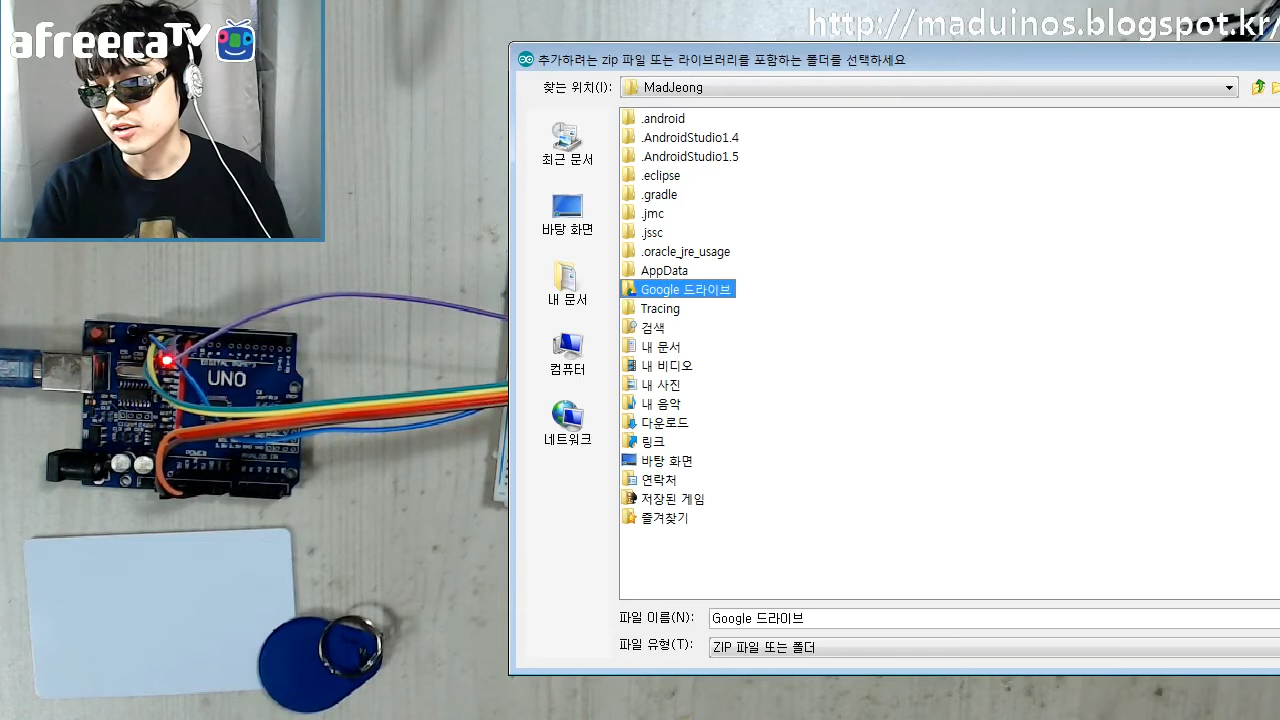 afreecaTV
http://maduinos.blogspot.kr/
추가하려는 zip 파일 또는 라이브러리를 포함하는 폴더를 선택하세요
찾는 위치(I):
MadJeong
최근 문서
바탕 화면
내 문서
컴퓨터
네트워크
.android
.AndroidStudio1.4
.AndroidStudio1.5
.eclipse
.gradle
.jmc
.jssc
.oracle_jre_usage
AppData
Google 드라이브
Tracing
검색
내 문서
내 비디오
내 사진
내 음악
다운로드
링크
바탕 화면
연락처
저장된 게임
즐겨찾기
파일 이름(N):
Google 드라이브
파일 유형(T):
ZIP 파일 또는 폴더
UNO
POWER